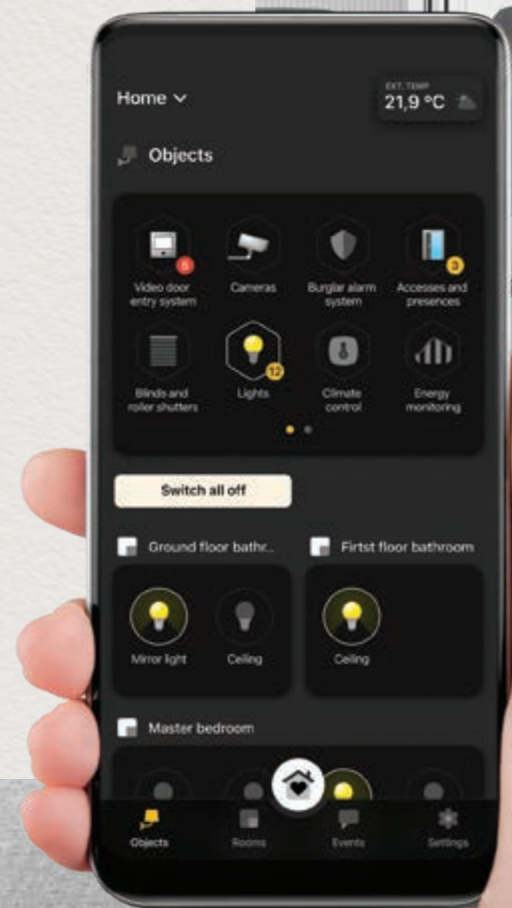 Home
EXT. TEMP
21,9 °C
Objects
5
3
Video door
entry system
Cameras
Burglar alarm
system
Accesses and
presences
12
Blinds and
roller shutters
Lights
Climate
control
Energy
monitoring
Switch all off
Ground floor bathr...
Firtst floor bathroom
Mirror light
Ceiling
Ceiling
Master bedroom
Objects
Rooms
Events
Settings